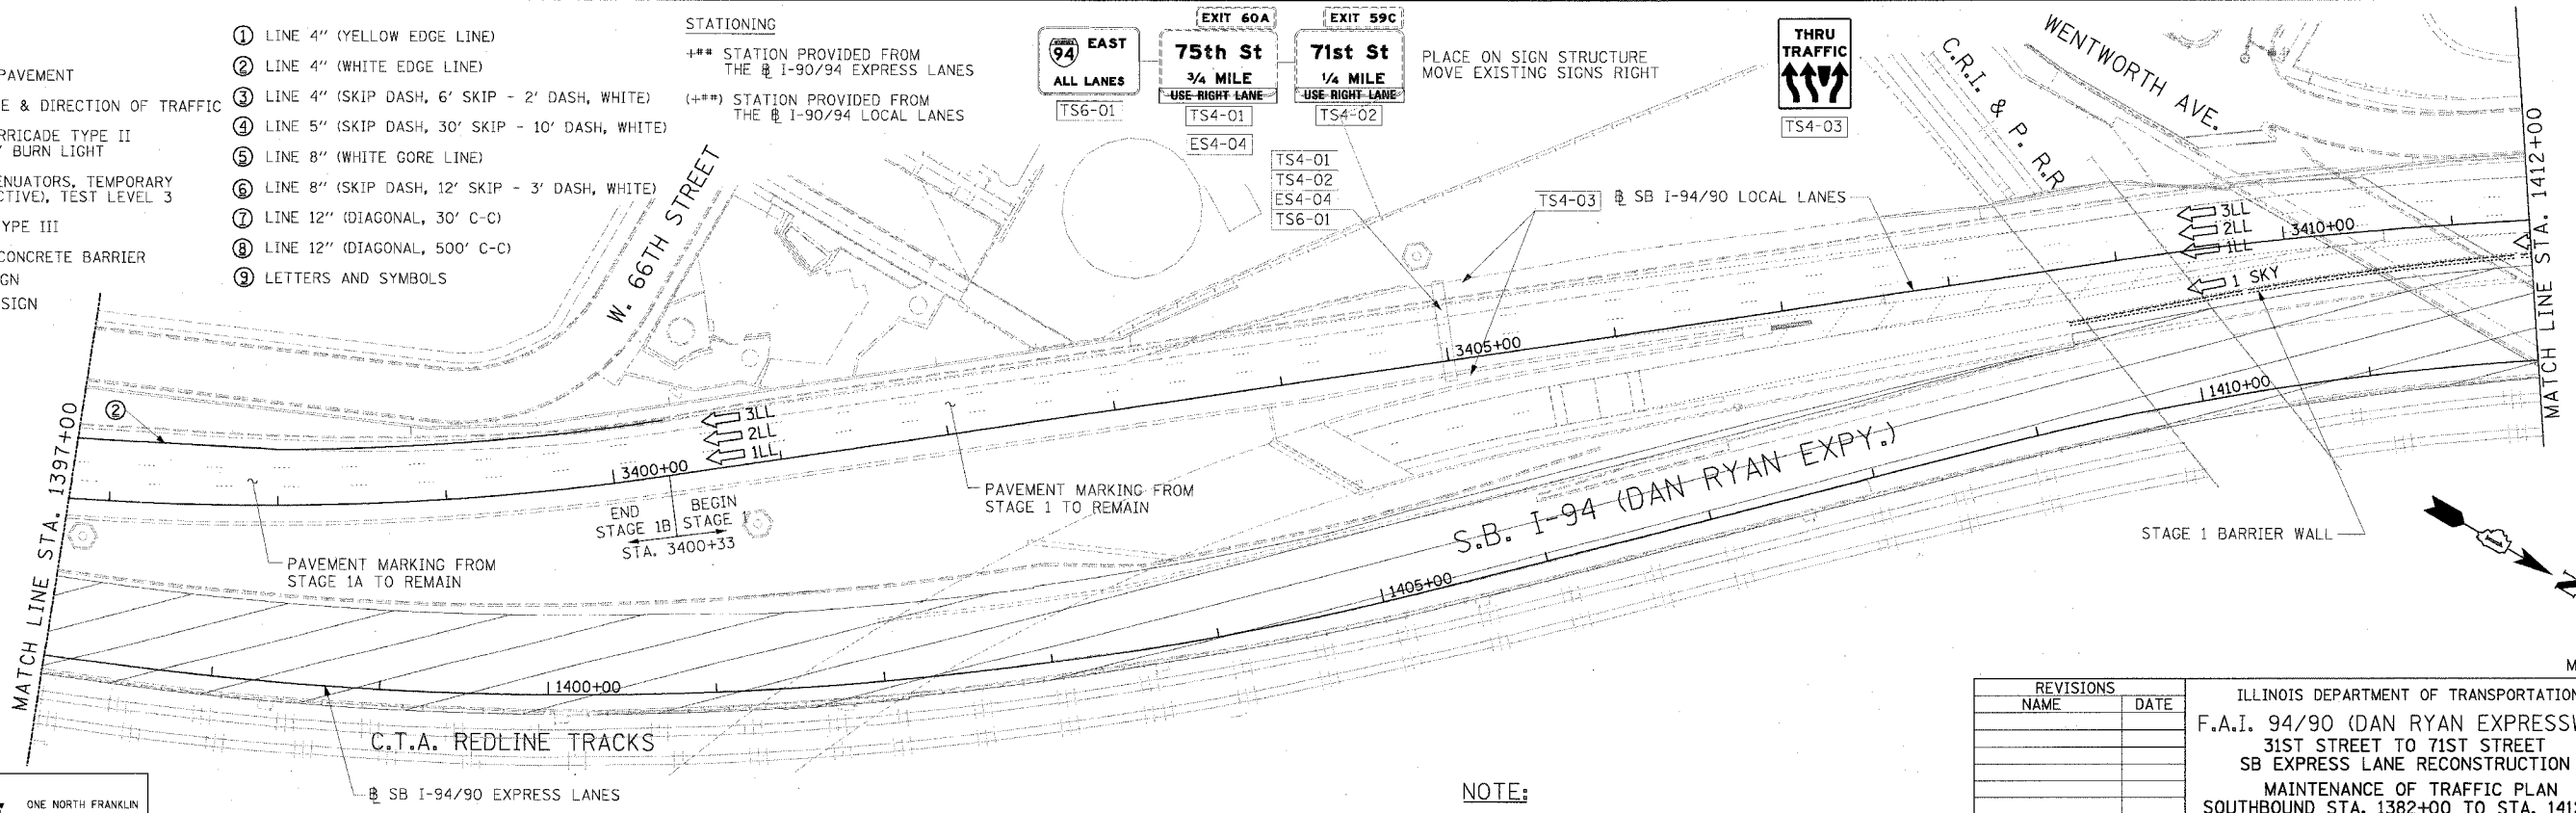 PAVEMENT
E & DIRECTION OF TRAFFIC
RRICADE TYPE II
Y BURN LIGHT
ENUATORS, TEMPORARY
CTIVE), TEST LEVEL 3
YPE III
CONCRETE BARRIER
GN
SIGN
① LINE 4" (YELLOW EDGE LINE)
② LINE 4" (WHITE EDGE LINE)
③ LINE 4" (SKIP DASH, 6' SKIP - 2' DASH, WHITE)
④ LINE 5" (SKIP DASH, 30' SKIP - 10' DASH, WHITE)
⑤ LINE 8" (WHITE GORE LINE)
⑥ LINE 8" (SKIP DASH, 12' SKIP - 3' DASH, WHITE)
⑦ LINE 12" (DIAGONAL, 30' C-C)
⑧ LINE 12" (DIAGONAL, 500' C-C)
⑨ LETTERS AND SYMBOLS
STATIONING
+## STATION PROVIDED FROM
THE ℄ I-90/94 EXPRESS LANES
(+##) STATION PROVIDED FROM
THE ℄ I-90/94 LOCAL LANES
94 EAST
ALL LANES
TS6-01
EXIT 60A
75th St
3/4 MILE
USE RIGHT LANE
TS4-01
ES4-04
EXIT 59C
71st St
1/4 MILE
USE RIGHT LANE
TS4-02
PLACE ON SIGN STRUCTURE
MOVE EXISTING SIGNS RIGHT
TS4-01
TS4-02
ES4-04
TS6-01
THRU
TRAFFIC
TS4-03
TS4-03
℄ SB I-94/90 LOCAL LANES
C.R.I. & P. R.R
WENTWORTH AVE.
W. 66TH STREET
MATCH LINE STA. 1412+00
3LL
2LL
1LL
3410+00
1 SKY
3405+00
1410+00
②
3LL
2LL
1LL
3400+00
END
STAGE 1B
BEGIN
STAGE
STA. 3400+33
PAVEMENT MARKING FROM
STAGE 1A TO REMAIN
PAVEMENT MARKING FROM
STAGE 1 TO REMAIN
S.B. I-94 (DAN RYAN EXPY.)
1405+00
STAGE 1 BARRIER WALL
N
MATCH LINE STA. 1397+00
1400+00
C.T.A. REDLINE TRACKS
℄ SB I-94/90 EXPRESS LANES
ONE NORTH FRANKLIN
NOTE:
M
REVISIONS
NAME DATE
ILLINOIS DEPARTMENT OF TRANSPORTATION
F.A.I. 94/90 (DAN RYAN EXPRESSW
31ST STREET TO 71ST STREET
SB EXPRESS LANE RECONSTRUCTION
MAINTENANCE OF TRAFFIC PLAN
SOUTHBOUND STA. 1382+00 TO STA. 141